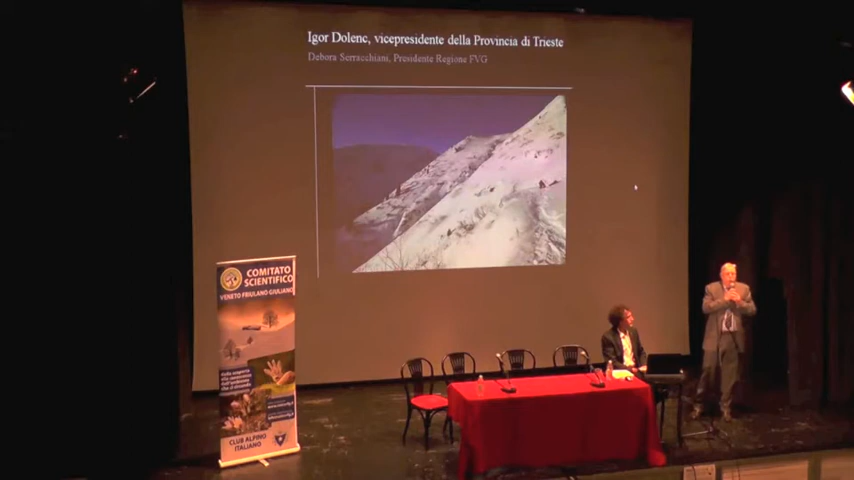 Igor Dolenc, vicepresidente della Provincia di Trieste
Debora Serracchiani, Presidente Regione FVG
COMITATO
SCIENTIFICO
VENETO FRIULANO GIULIANO
CLUB ALPINO
ITALIANO